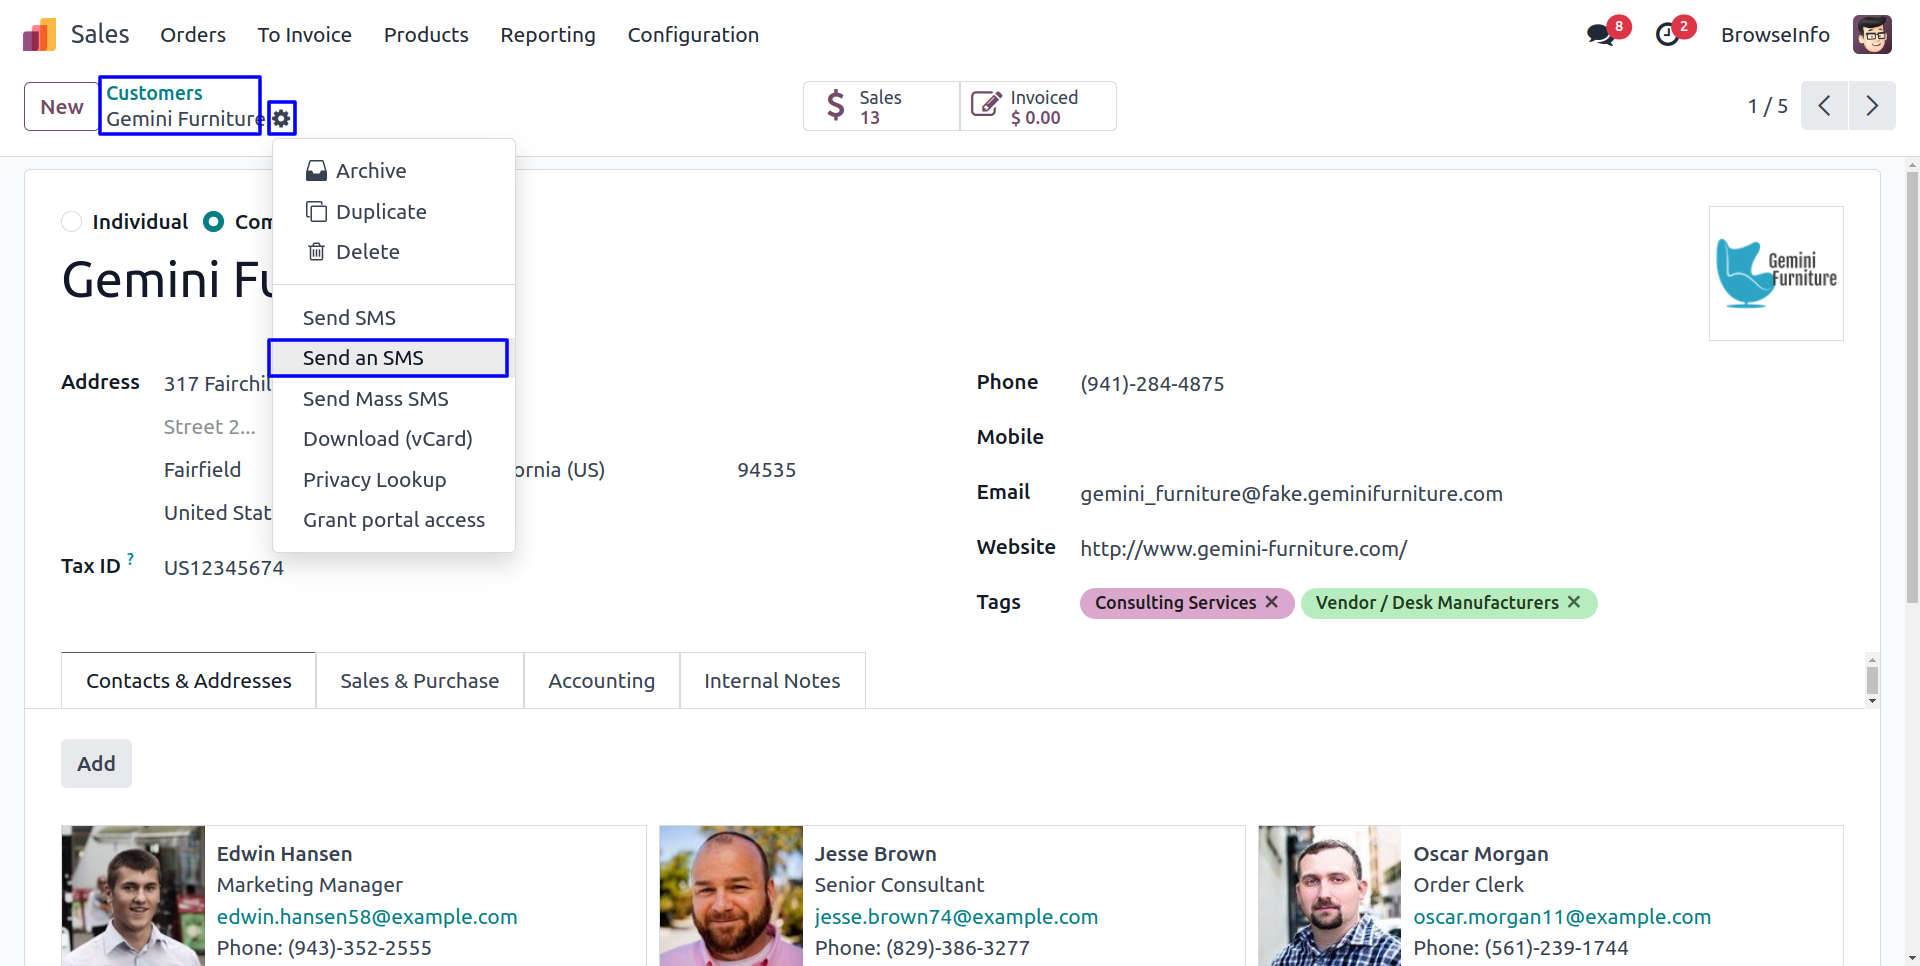 Sales Orders To Invoice Products Reporting Configuration 8 2 BrowseInfo
New
Customers
Gemini Furniture
Sales
13
Invoiced
$ 0.00
1 / 5
Archive
Duplicate
Delete
Send SMS
Send an SMS
Send Mass SMS
Download (vCard)
Privacy Lookup
Grant portal access
Individual Com
Gemini Fu
Gemini
Furniture
Address 317 Fairchil
Street 2...
Fairfield ornia (US) 94535
United Stat
Tax ID ? US12345674
Phone (941)-284-4875
Mobile
Email gemini_furniture@fake.geminifurniture.com
Website http://www.gemini-furniture.com/
Tags Consulting Services Vendor / Desk Manufacturers
Contacts & Addresses Sales & Purchase Accounting Internal Notes
Add
Edwin Hansen
Marketing Manager
edwin.hansen58@example.com
Phone: (943)-352-2555
Jesse Brown
Senior Consultant
jesse.brown74@example.com
Phone: (829)-386-3277
Oscar Morgan
Order Clerk
oscar.morgan11@example.com
Phone: (561)-239-1744